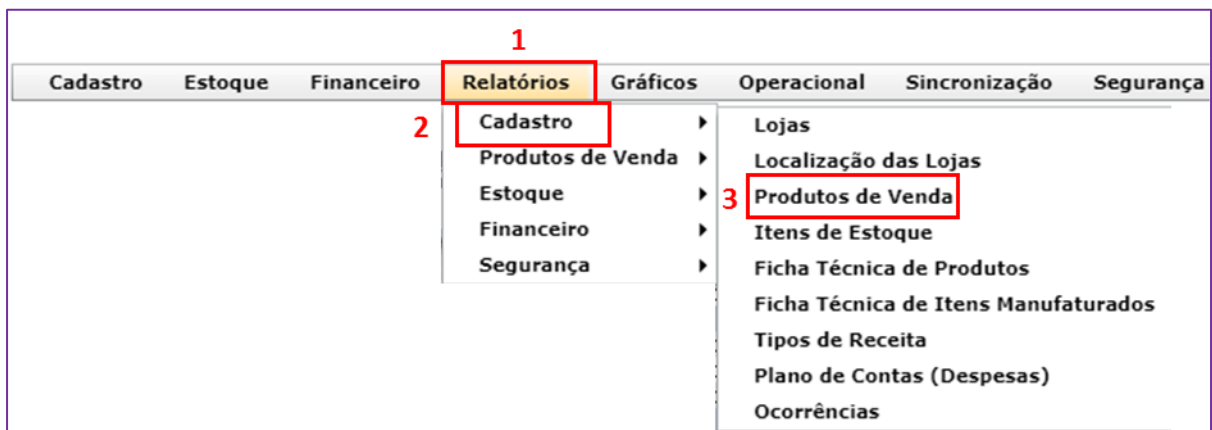 1
Cadastro Estoque Financeiro Relatórios Gráficos Operacional Sincronização Segurança
2 Cadastro
Produtos de Venda
Estoque
Financeiro
Segurança
Lojas
Localização das Lojas
3 Produtos de Venda
Itens de Estoque
Ficha Técnica de Produtos
Ficha Técnica de Itens Manufaturados
Tipos de Receita
Plano de Contas (Despesas)
Ocorrências